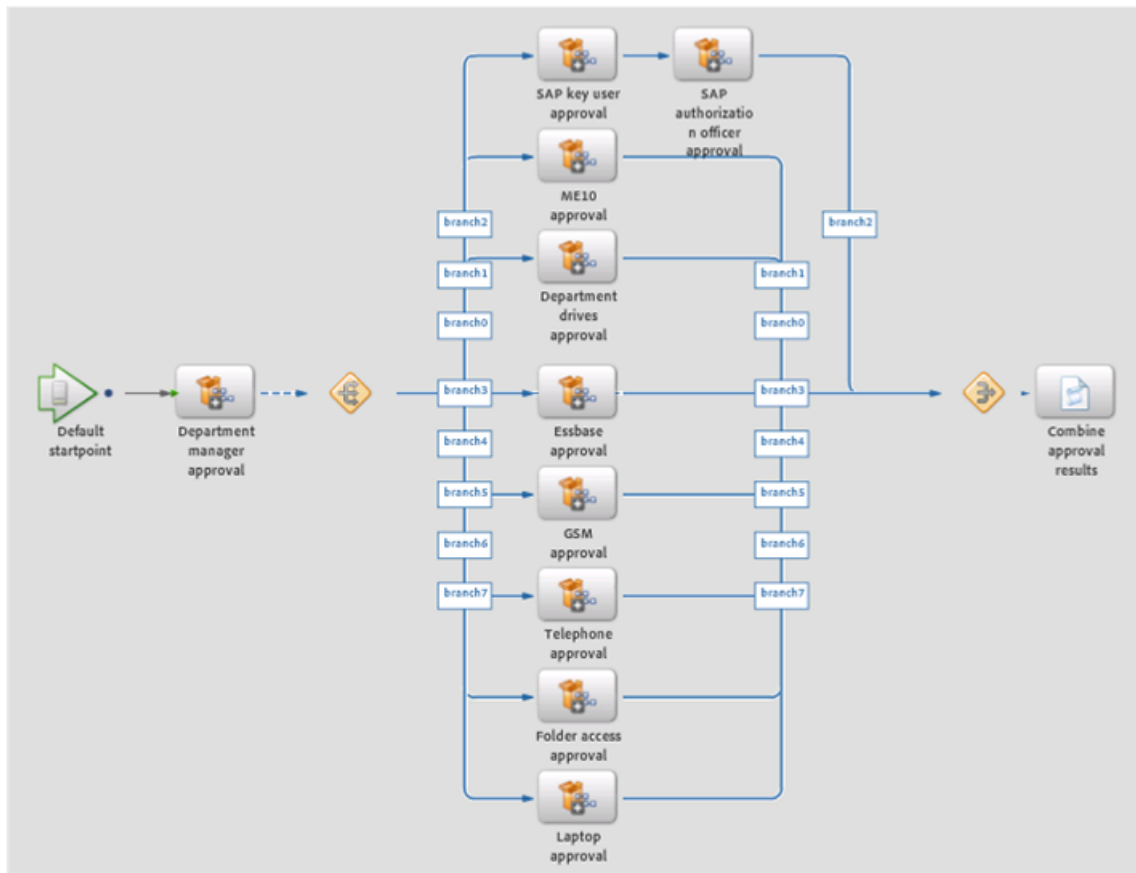 SAP key user
approval
SAP
authorizatio
n officer
approval
ME10
approval
branch2
branch2
branch1
branch1
Department
drives
approval
branch0
branch0
Default
startpoint
Department
manager
approval
branch3
branch3
Essbase
approval
Combine
approval
results
branch4
branch4
branch5
branch5
GSM
approval
branch6
branch6
branch7
branch7
Telephone
approval
Folder access
approval
Laptop
approval